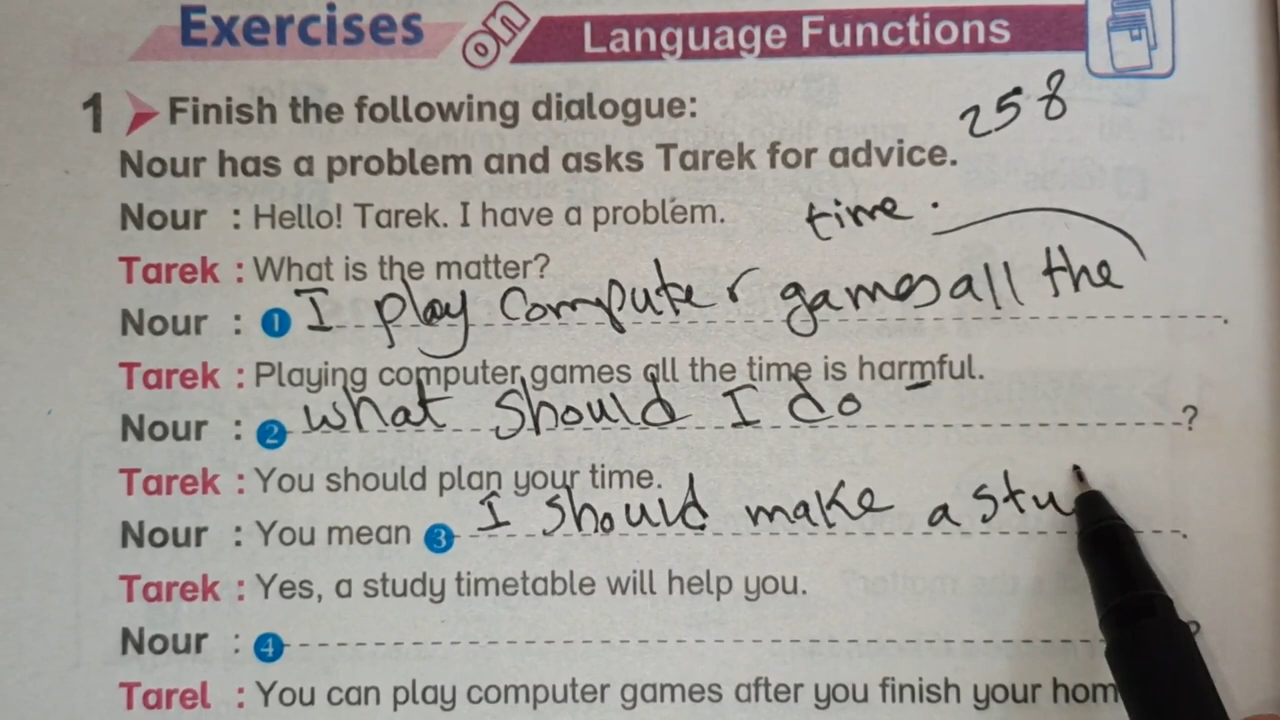 Exercises on Language Functions
1 Finish the following dialogue:
258
Nour has a problem and asks Tarek for advice.
Nour : Hello! Tarek. I have a problem.
time.
Tarek : What is the matter?
Nour : 1 I play computer games all the
Tarek : Playing computer games all the time is harmful.
Nour : 2 what should I do ?
Tarek : You should plan your time.
Nour : You mean 3 I should make a stu
Tarek : Yes, a study timetable will help you.
Nour : 4 ?
Tarel : You can play computer games after you finish your hom